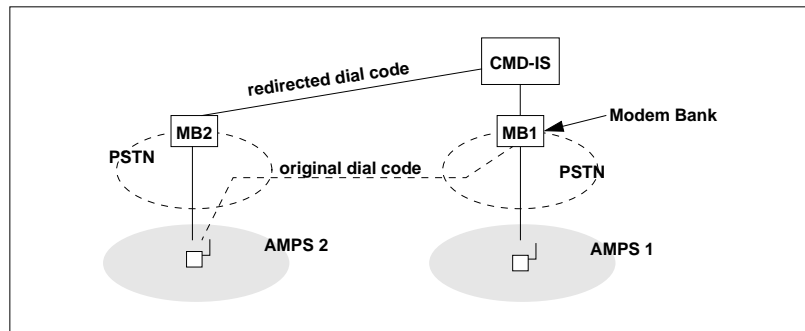 CMD-IS
redirected dial code
MB2
MB1
Modem Bank
PSTN
original dial code
PSTN
AMPS 2
AMPS 1